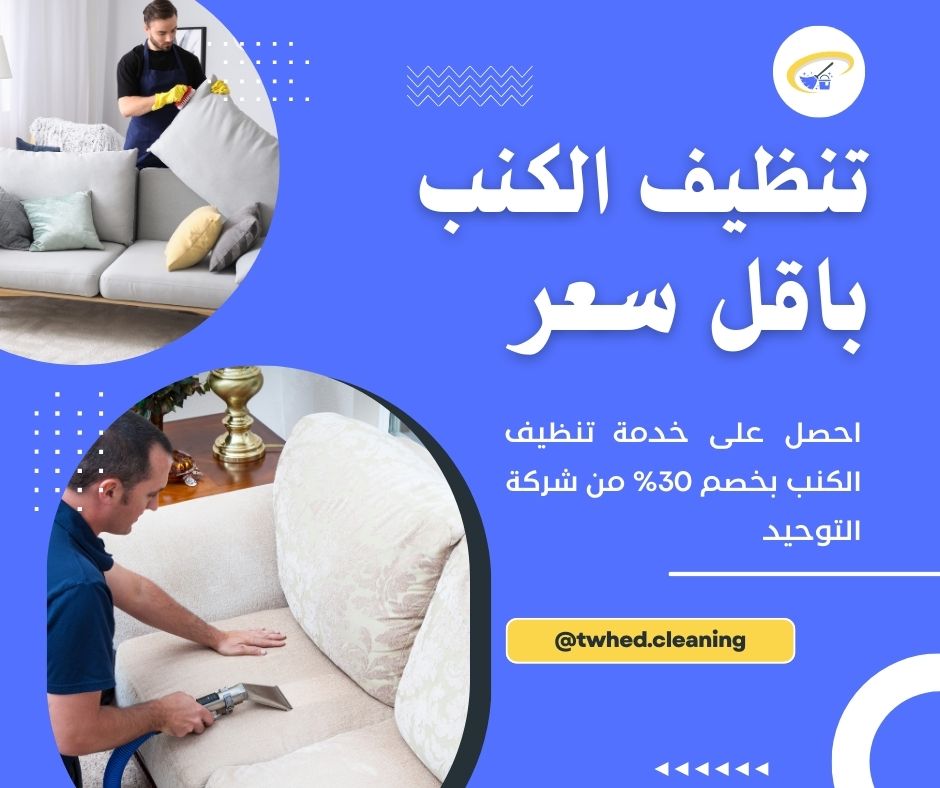 تنظيف الكنب
باقل سعر
احصل على خدمة تنظيف
الكنب بخصم 30% من شركة
التوحيد
@twhed.cleaning